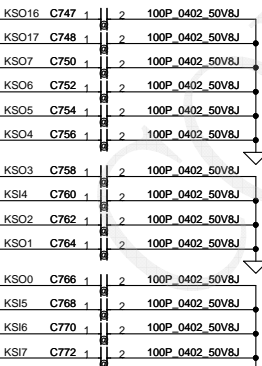 KSO16 C747 1 2 100P_0402_50V8J
@
KSO17 C748 1 2 100P_0402_50V8J
@
KSO7 C750 1 2 100P_0402_50V8J
@
KSO6 C752 1 2 100P_0402_50V8J
@
KSO5 C754 1 2 100P_0402_50V8J
@
KSO4 C756 1 2 100P_0402_50V8J
@
KSO3 C758 1 2 100P_0402_50V8J
@
KSI4 C760 1 2 100P_0402_50V8J
@
KSO2 C762 1 2 100P_0402_50V8J
@
KSO1 C764 1 2 100P_0402_50V8J
@
KSO0 C766 1 2 100P_0402_50V8J
@
KSI5 C768 1 2 100P_0402_50V8J
@
KSI6 C770 1 2 100P_0402_50V8J
@
KSI7 C772 1 2 100P_0402_50V8J
@